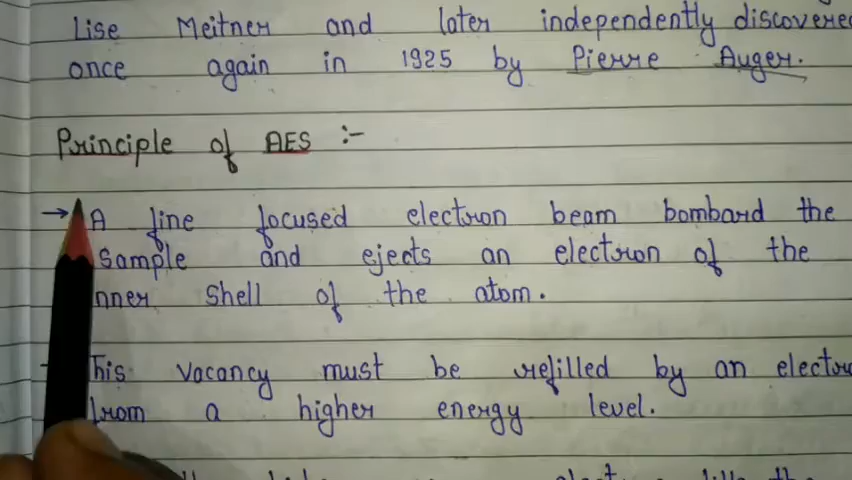 Lise Meitner and later independently discovere
once again in 1925 by Pierre Auger.
Principle of AES :-
→ A fine focused electron beam bombard the
sample and ejects an electron of the
nner shell of the atom.
This vacancy must be refilled by an electro
from a higher energy level.